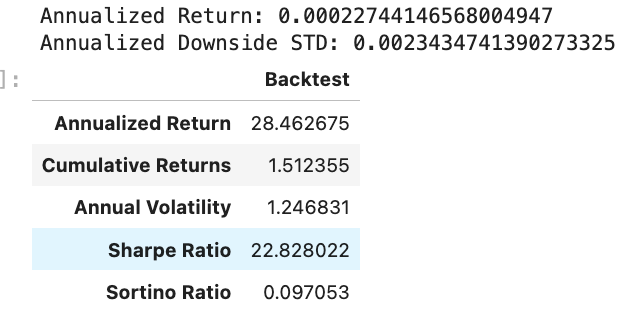 Annualized Return: 0.00022744146568004947
Annualized Downside STD: 0.0023434741390273325
]:
Backtest
Annualized Return 28.462675
Cumulative Returns 1.512355
Annual Volatility 1.246831
Sharpe Ratio 22.828022
Sortino Ratio 0.097053